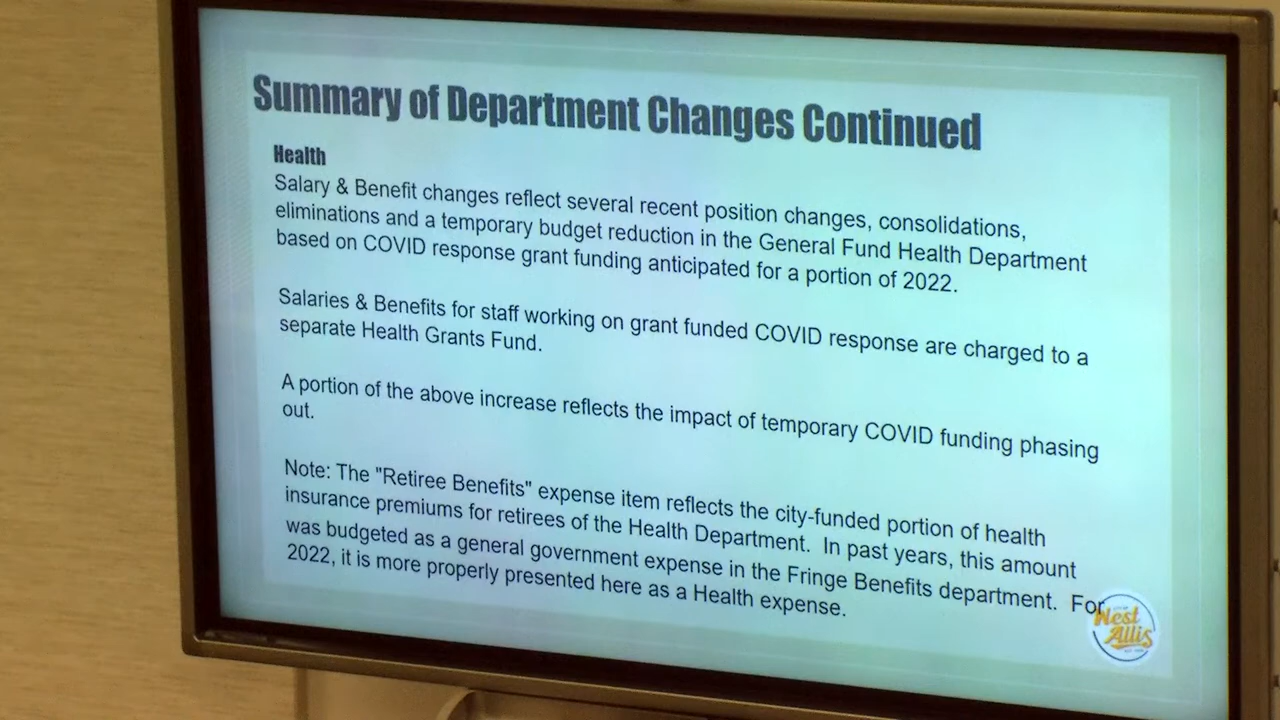 Summary of Department Changes Continued
Health
Salary & Benefit changes reflect several recent position changes, consolidations,
eliminations and a temporary budget reduction in the General Fund Health Department
based on COVID response grant funding anticipated for a portion of 2022.
Salaries & Benefits for staff working on grant funded COVID response are charged to a
separate Health Grants Fund.
A portion of the above increase reflects the impact of temporary COVID funding phasing
out.
Note: The "Retiree Benefits" expense item reflects the city-funded portion of health
insurance premiums for retirees of the Health Department. In past years, this amount
was budgeted as a general government expense in the Fringe Benefits department. For
2022, it is more properly presented here as a Health expense.
West
Allis